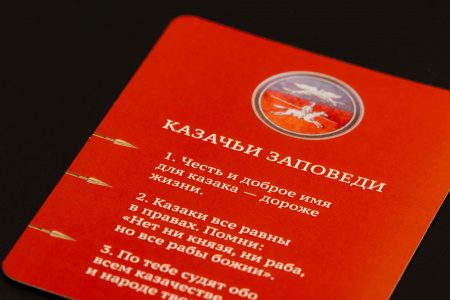 КАЗАЧЬИ ЗАПОВЕДИ
1. Честь и доброе имя
для казака — дороже
жизни.
2. Казаки все равны
в правах. Помни:
«Нет ни князя, ни раба,
но все рабы божии».
3. По тебе судят обо
всем казачестве
и народе